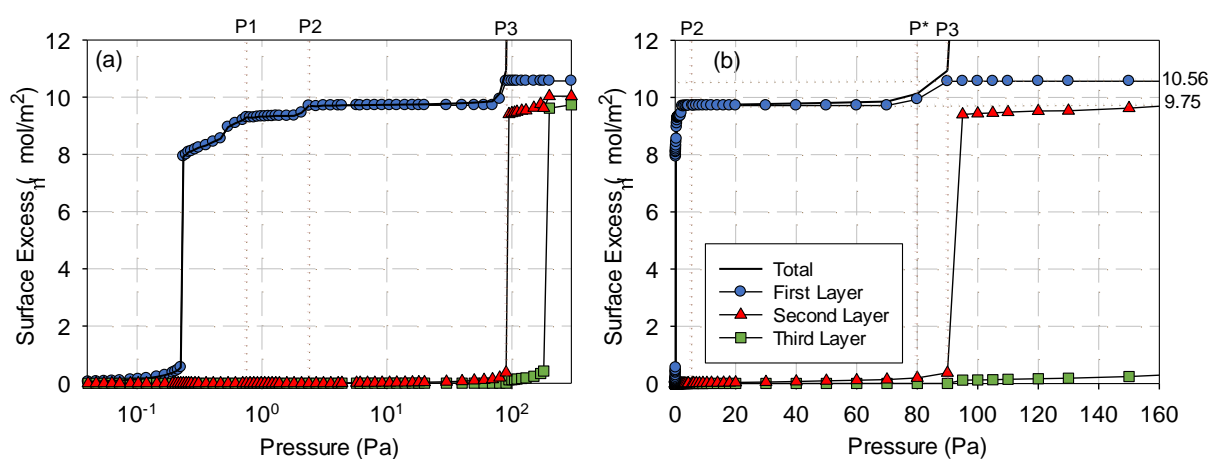 P1 P2 P3
(a)
Surface Excess ( mol/m²)
12
10
8
6
4
2
0
10⁻¹ 10⁰ 10¹ 10²
Pressure (Pa)
P2 P* P3
(b)
Surface Excess ( mol/m²)
12
10
8
6
4
2
0
10.56
9.75
Total
First Layer
Second Layer
Third Layer
0 20 40 60 80 100 120 140 160
Pressure (Pa)